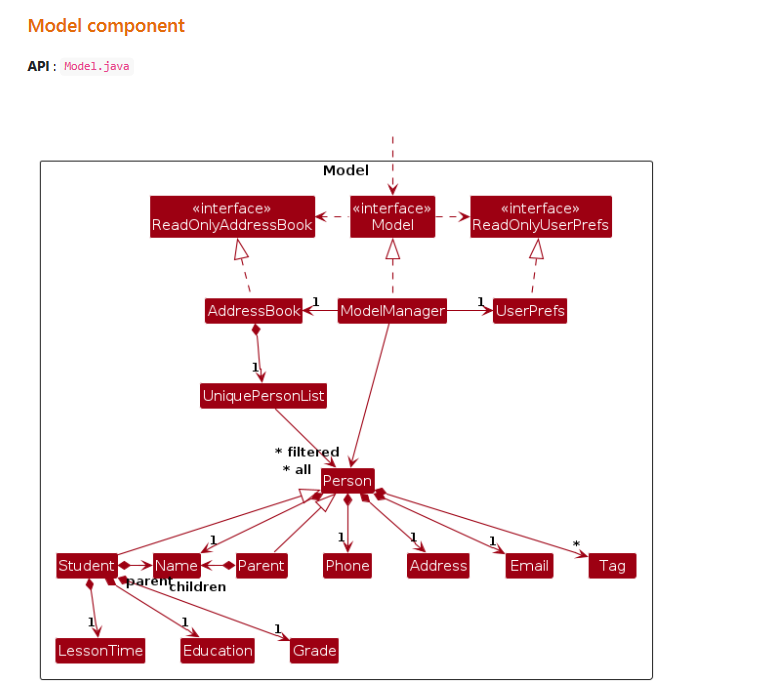 Model component
API : Model.java
Model
«interface» ReadOnlyAddressBook
«interface» Model
«interface» ReadOnlyUserPrefs
AddressBook
1
ModelManager
1
UserPrefs
1
UniquePersonList
* filtered
* all
Person
1
1
1
1
*
Student
Name
Parent
Phone
Address
Email
Tag
parent
children
1
1
1
LessonTime
Education
Grade